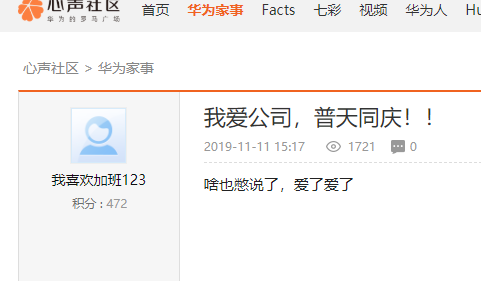 心声社区
华为的罗马广场
首页 华为家事 Facts 七彩 视频 华为人 Hu
心声社区 > 华为家事
我爱公司，普天同庆！！
2019-11-11 15:17 1721 0
我喜欢加班123
积分 : 472
啥也憋说了，爱了爱了